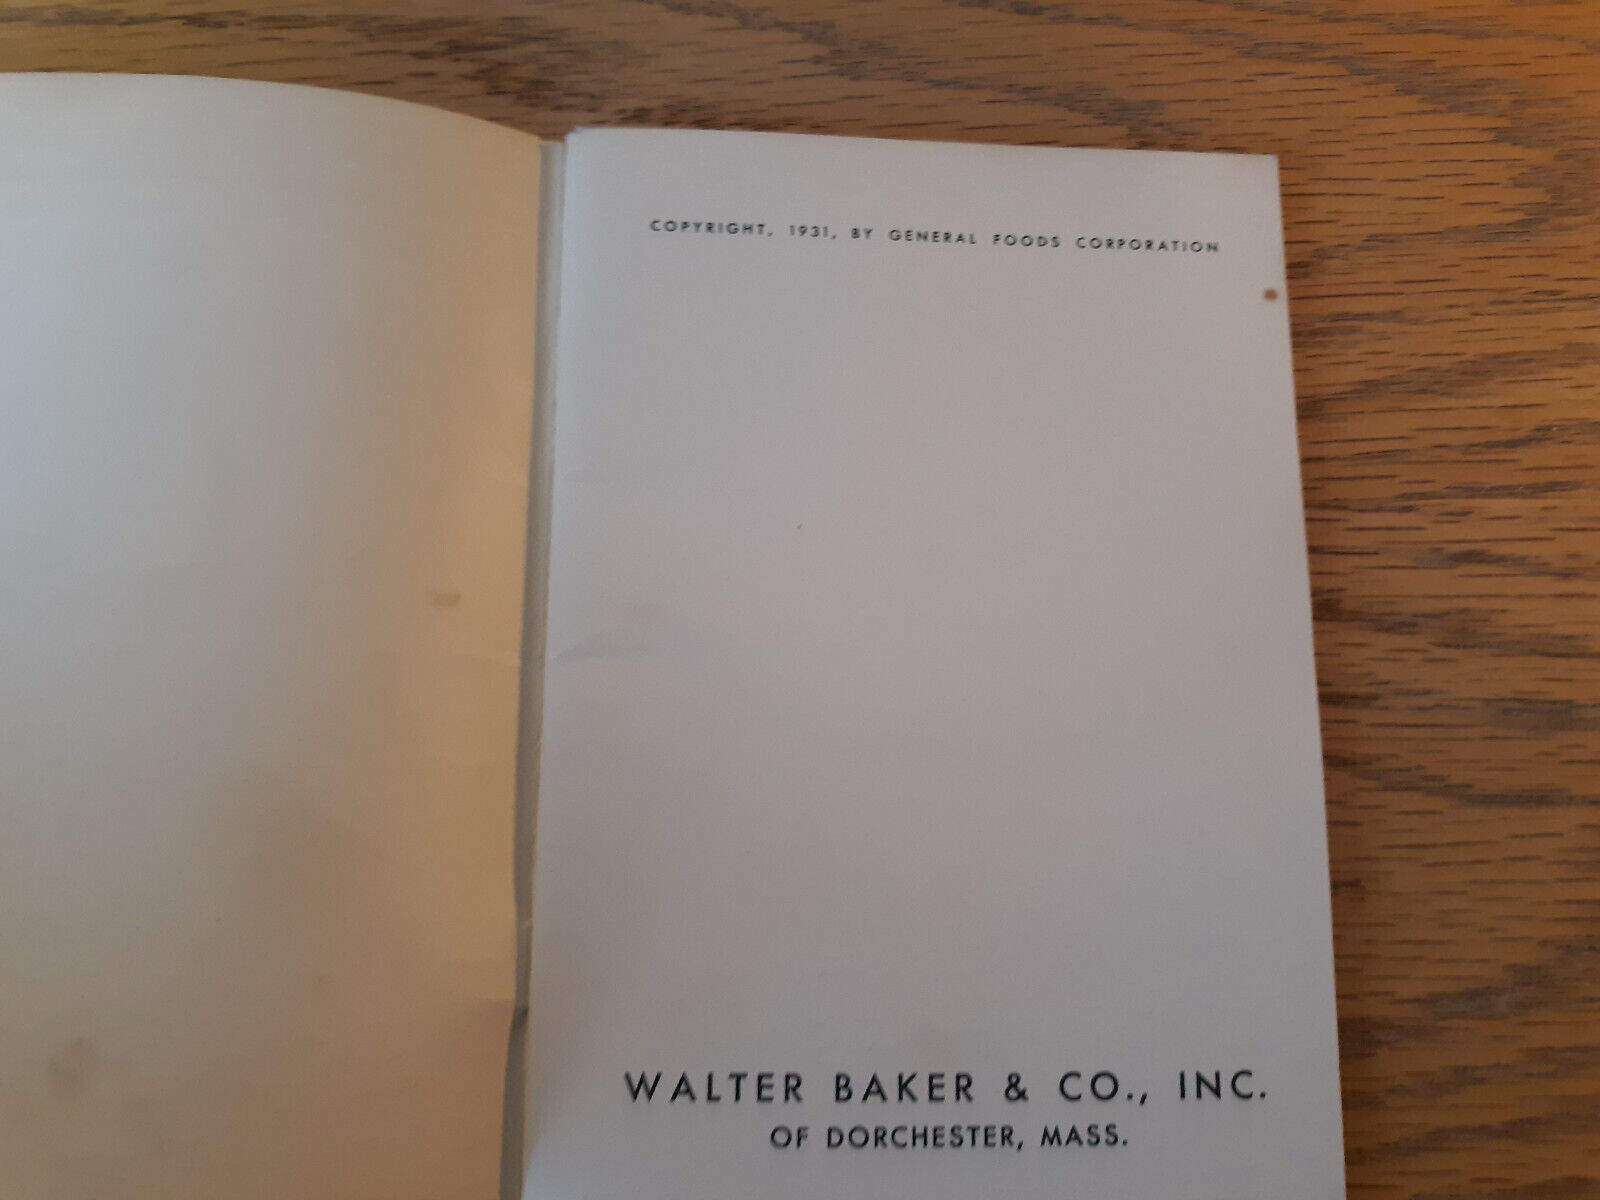 COPYRIGHT, 1931, BY GENERAL FOODS CORPORATION
WALTER BAKER & CO., INC.
OF DORCHESTER, MASS.